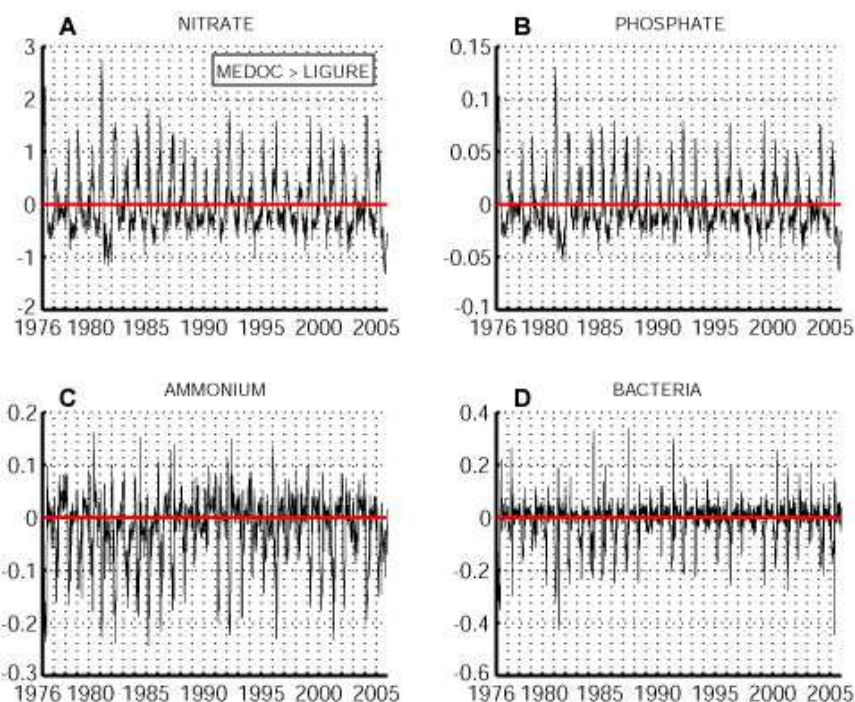 A NITRATE
3
2
1
0
-1
-2
MEDOC > LIGURE
1976 1980 1985 1990 1995 2000 2005
B PHOSPHATE
0.15
0.1
0.05
0
-0.05
-0.1
1976 1980 1985 1990 1995 2000 2005
C AMMONIUM
0.2
0.1
0
-0.1
-0.2
-0.3
1976 1980 1985 1990 1995 2000 2005
D BACTERIA
0.4
0.2
0
-0.2
-0.4
-0.6
1976 1980 1985 1990 1995 2000 2005